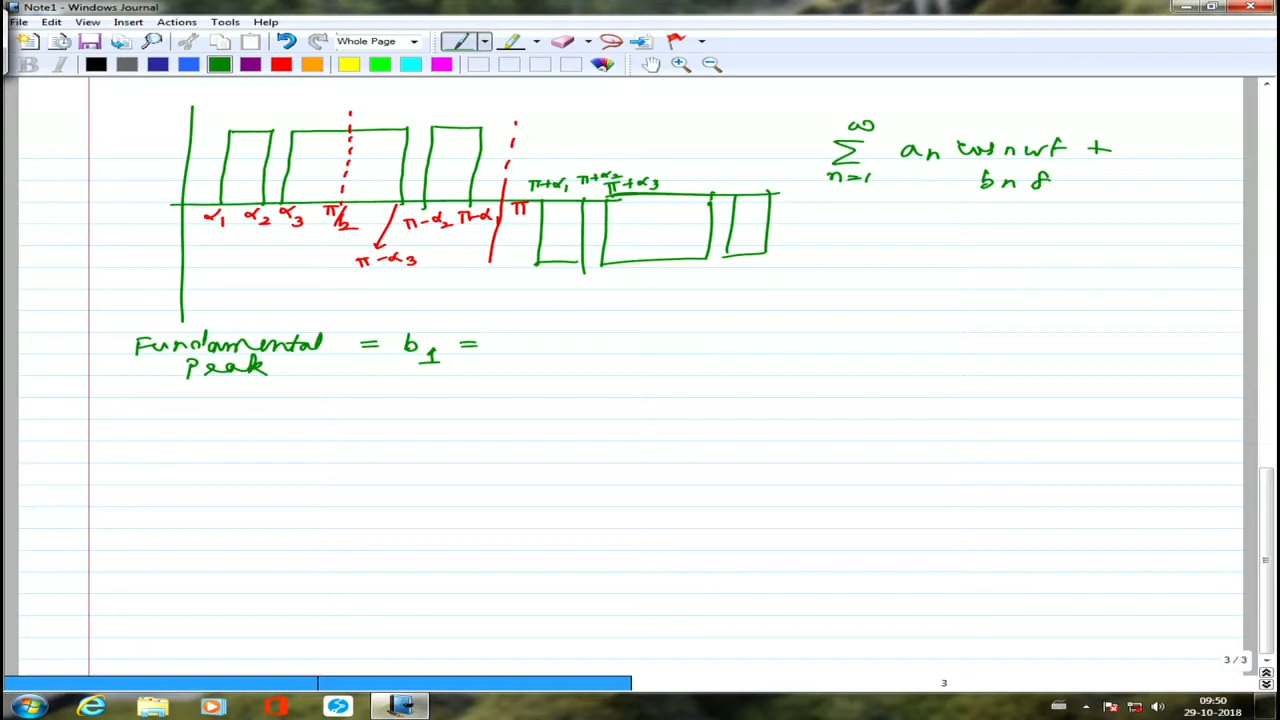 Note1 - Windows Journal
File Edit View Insert Actions Tools Help
Whole Page
B I
∞
∑ an cos nωt +
n=1 bn s
π+α1 π+α2 π+α3
α1 α2 α3 π/2 π-α2 π-α1 π
π-α3
Fundamental = b1 =
Peak
3 / 3
3
09:50
29-10-2018